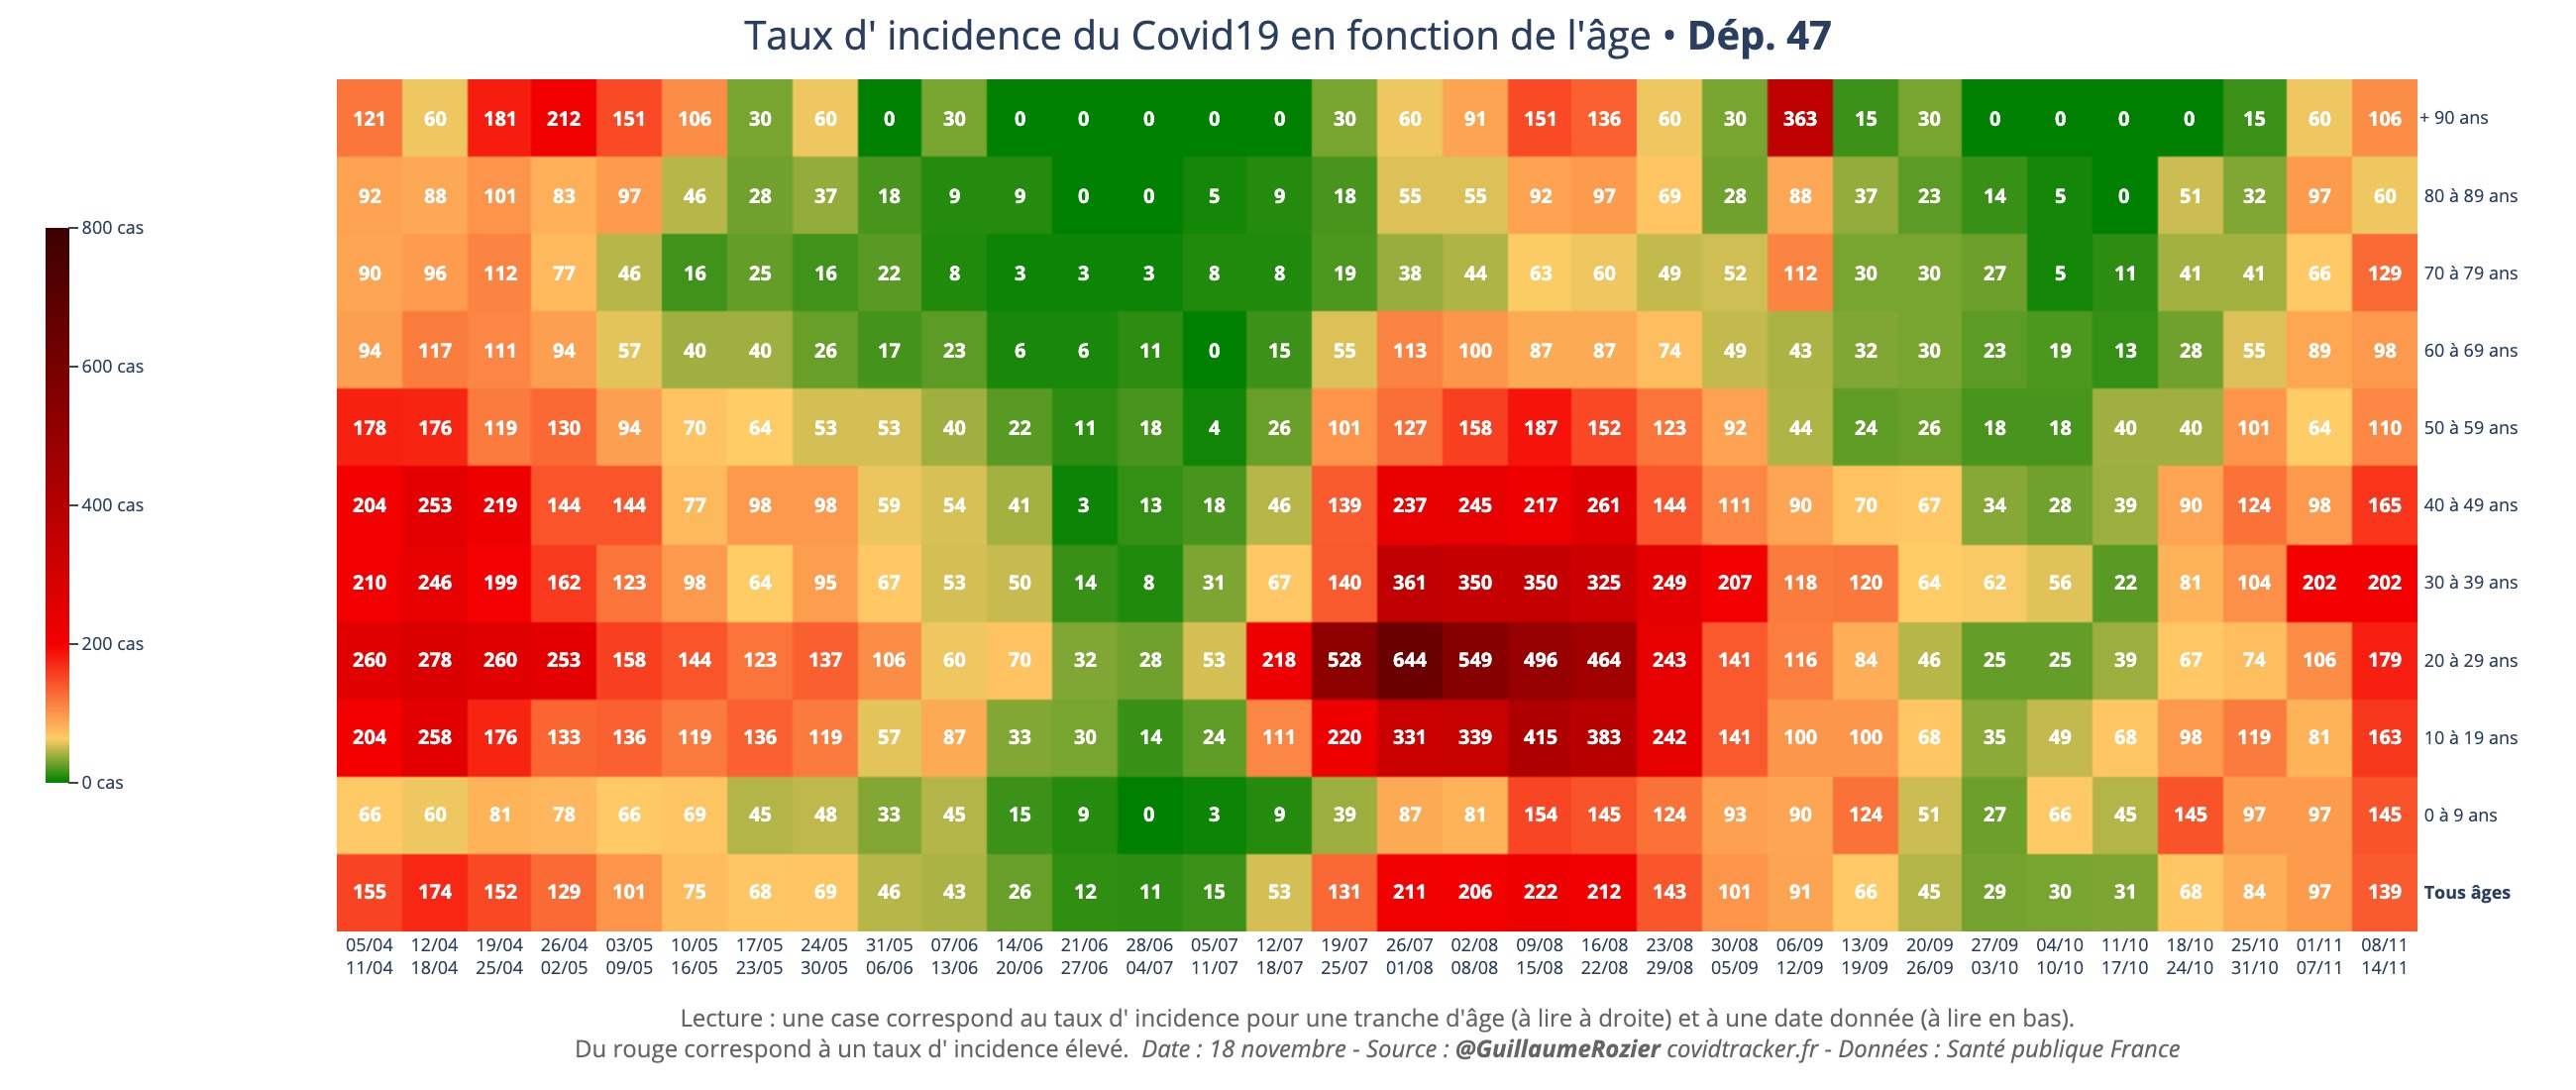 Taux d' incidence du Covid19 en fonction de l'âge • Dép. 47
121 60 181 212 151 106 30 60 0 30 0 0 0 0 0 30 60 91 151 136 60 30 363 15 30 0 0 0 0 15 60 106 + 90 ans
92 88 101 83 97 46 28 37 18 9 9 0 0 5 9 18 55 55 92 97 69 28 88 37 23 14 5 0 51 32 97 60 80 à 89 ans
90 96 112 77 46 16 25 16 22 8 3 3 3 8 8 19 38 44 63 60 49 52 112 30 30 27 5 11 41 41 66 129 70 à 79 ans
94 117 111 94 57 40 40 26 17 23 6 6 11 0 15 55 113 100 87 87 74 49 43 32 30 23 19 13 28 55 89 98 60 à 69 ans
178 176 119 130 94 70 64 53 53 40 22 11 18 4 26 101 127 158 187 152 123 92 44 24 26 18 18 40 40 101 64 110 50 à 59 ans
204 253 219 144 144 77 98 98 59 54 41 3 13 18 46 139 237 245 217 261 144 111 90 70 67 34 28 39 90 124 98 165 40 à 49 ans
210 246 199 162 123 98 64 95 67 53 50 14 8 31 67 140 361 350 350 325 249 207 118 120 64 62 56 22 81 104 202 202 30 à 39 ans
260 278 260 253 158 144 123 137 106 60 70 32 28 53 218 528 644 549 496 464 243 141 116 84 46 25 25 39 67 74 106 179 20 à 29 ans
204 258 176 133 136 119 136 119 57 87 33 30 14 24 111 220 331 339 415 383 242 141 100 100 68 35 49 68 98 119 81 163 10 à 19 ans
66 60 81 78 66 69 45 48 33 45 15 9 0 3 9 39 87 81 154 145 124 93 90 124 51 27 66 45 145 97 97 145 0 à 9 ans
155 174 152 129 101 75 68 69 46 43 26 12 11 15 53 131 211 206 222 212 143 101 91 66 45 29 30 31 68 84 97 139 Tous âges
05/04 12/04 19/04 26/04 03/05 10/05 17/05 24/05 31/05 07/06 14/06 21/06 28/06 05/07 12/07 19/07 26/07 02/08 09/08 16/08 23/08 30/08 06/09 13/09 20/09 27/09 04/10 11/10 18/10 25/10 01/11 08/11
11/04 18/04 25/04 02/05 09/05 16/05 23/05 30/05 06/06 13/06 20/06 27/06 04/07 11/07 18/07 25/07 01/08 08/08 15/08 22/08 29/08 05/09 12/09 19/09 26/09 03/10 10/10 17/10 24/10 31/10 07/11 14/11
800 cas
600 cas
400 cas
200 cas
0 cas
Lecture : une case correspond au taux d' incidence pour une tranche d'âge (à lire à droite) et à une date donnée (à lire en bas).
Du rouge correspond à un taux d' incidence élevé. Date : 18 novembre - Source : @GuillaumeRozier covidtracker.fr - Données : Santé publique France